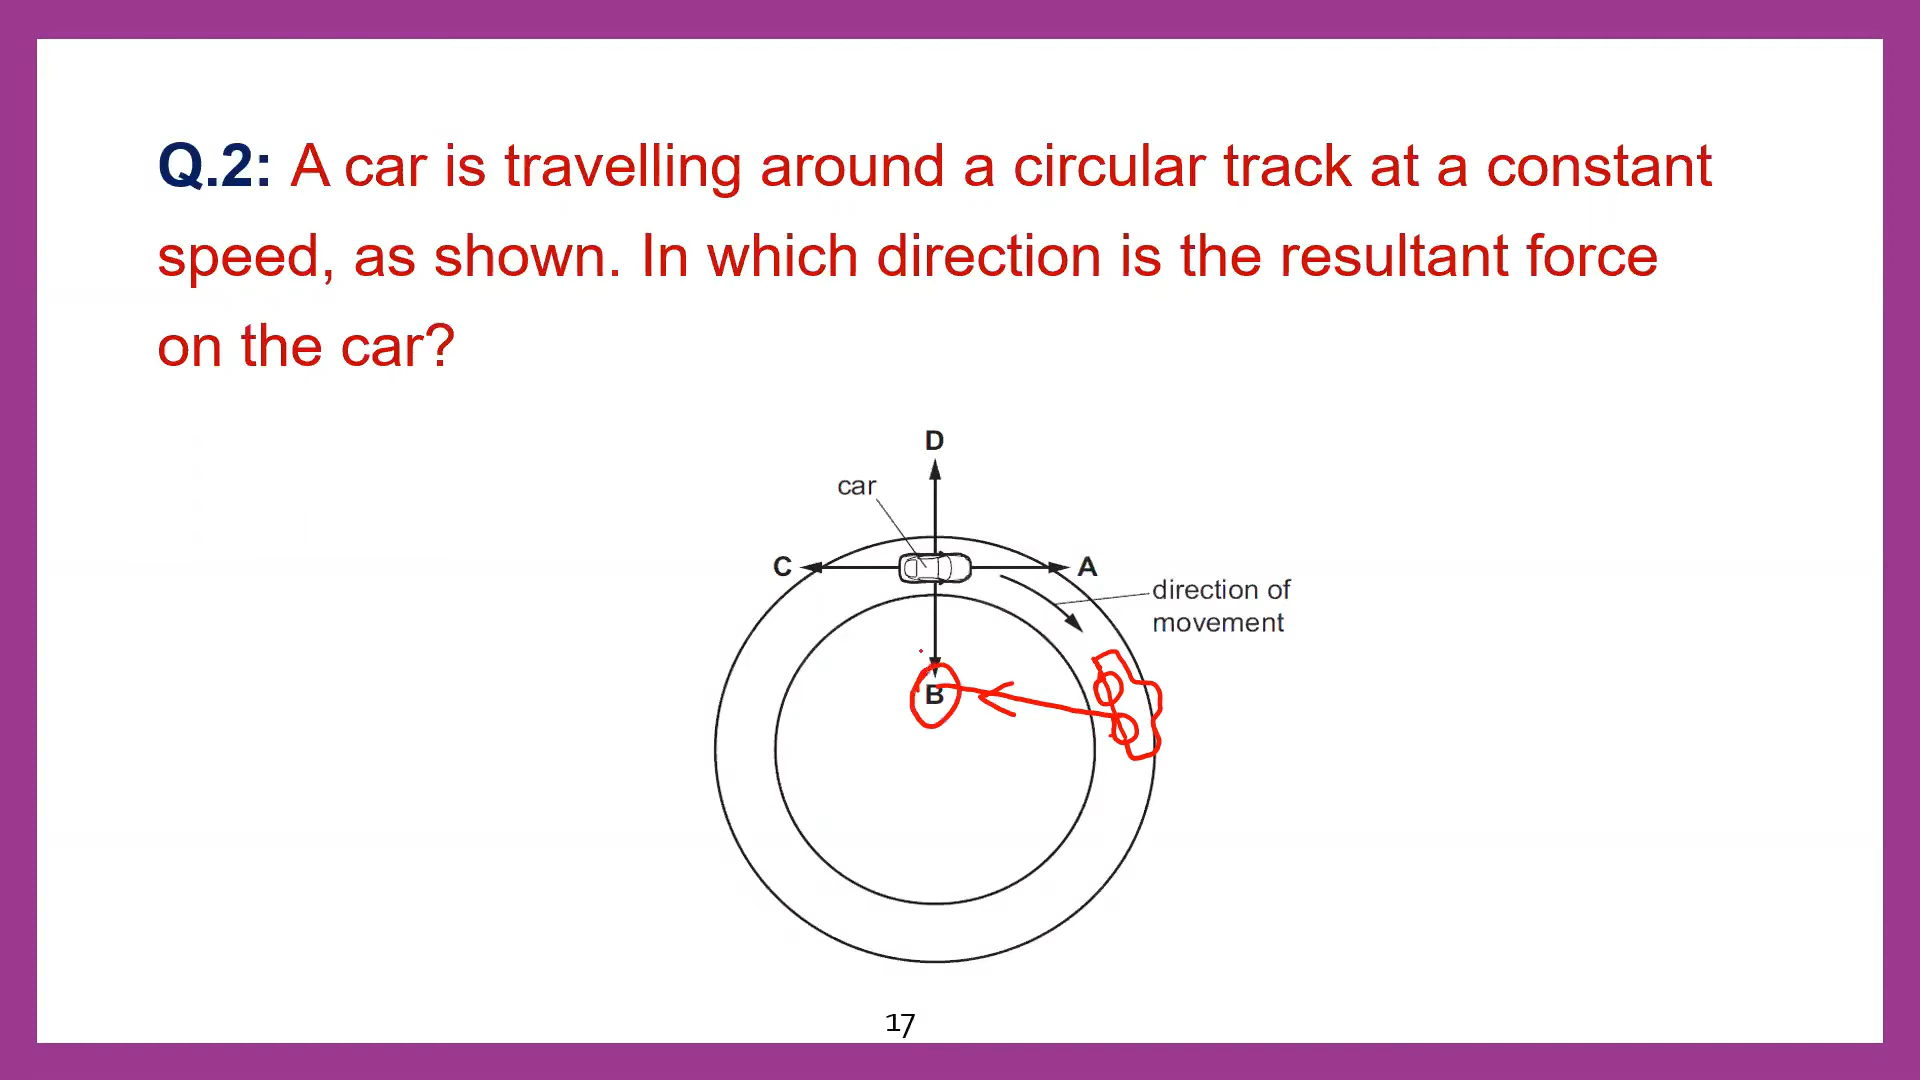 Q.2: A car is travelling around a circular track at a constant
speed, as shown. In which direction is the resultant force
on the car?
D
car
C
A
direction of
movement
B
17